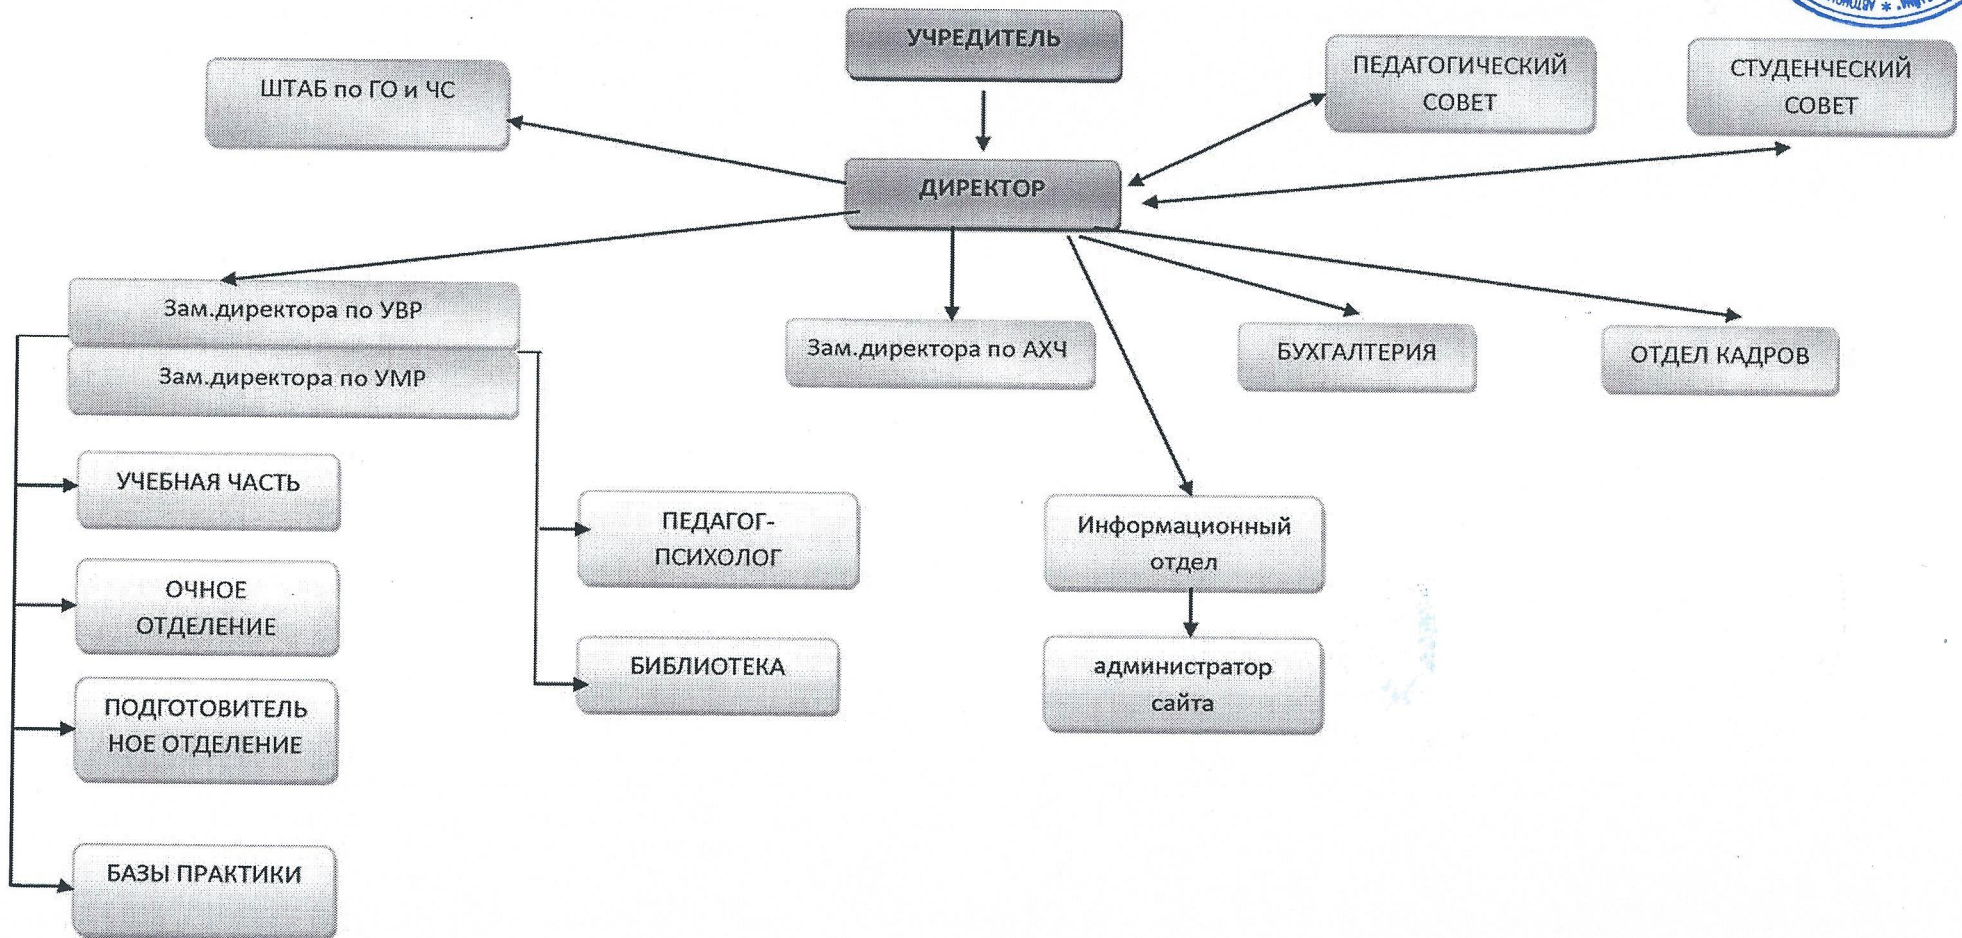 УЧРЕДИТЕЛЬ
ШТАБ по ГО и ЧС
ПЕДАГОГИЧЕСКИЙ
СОВЕТ
СТУДЕНЧЕСКИЙ
СОВЕТ
ДИРЕКТОР
Зам.директора по УВР
Зам.директора по УМР
Зам.директора по АХЧ
БУХГАЛТЕРИЯ
ОТДЕЛ КАДРОВ
УЧЕБНАЯ ЧАСТЬ
ОЧНОЕ
ОТДЕЛЕНИЕ
ПОДГОТОВИТЕЛЬ
НОЕ ОТДЕЛЕНИЕ
БАЗЫ ПРАКТИКИ
ПЕДАГОГ-
ПСИХОЛОГ
БИБЛИОТЕКА
Информационный
отдел
администратор
сайта